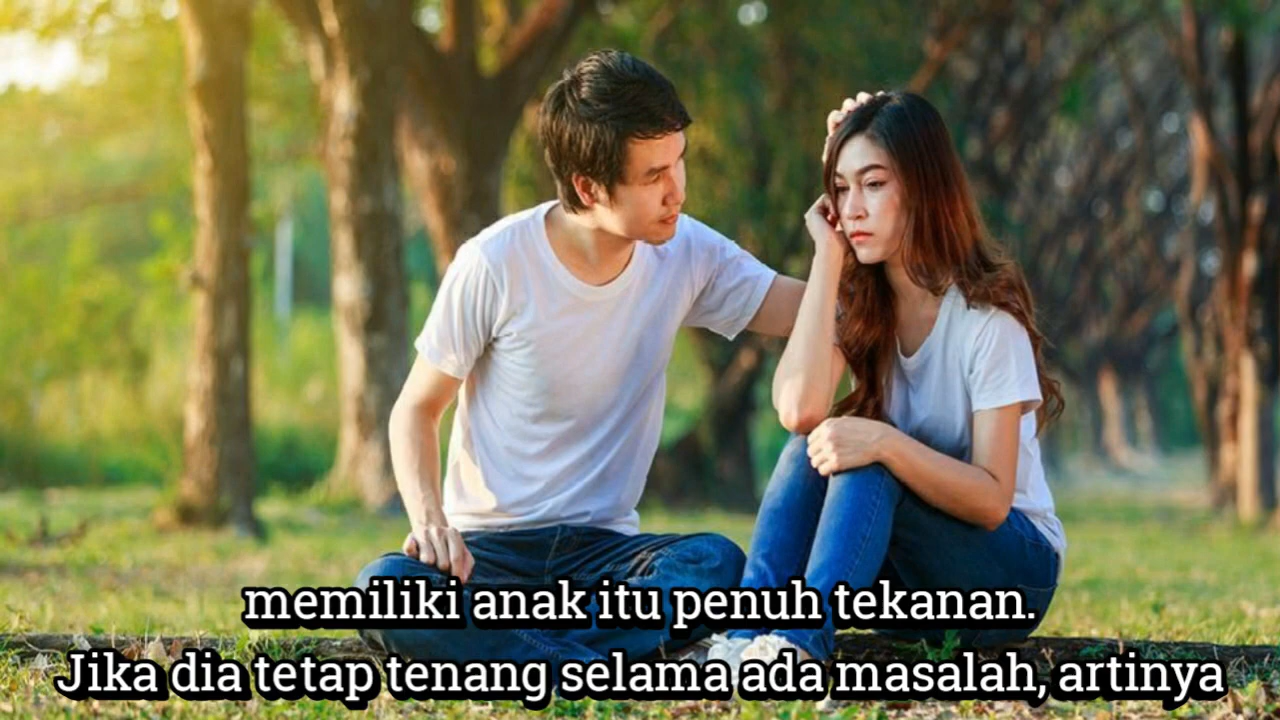 memiliki anak itu penuh tekanan.
Jika dia tetap tenang selama ada masalah, artinya